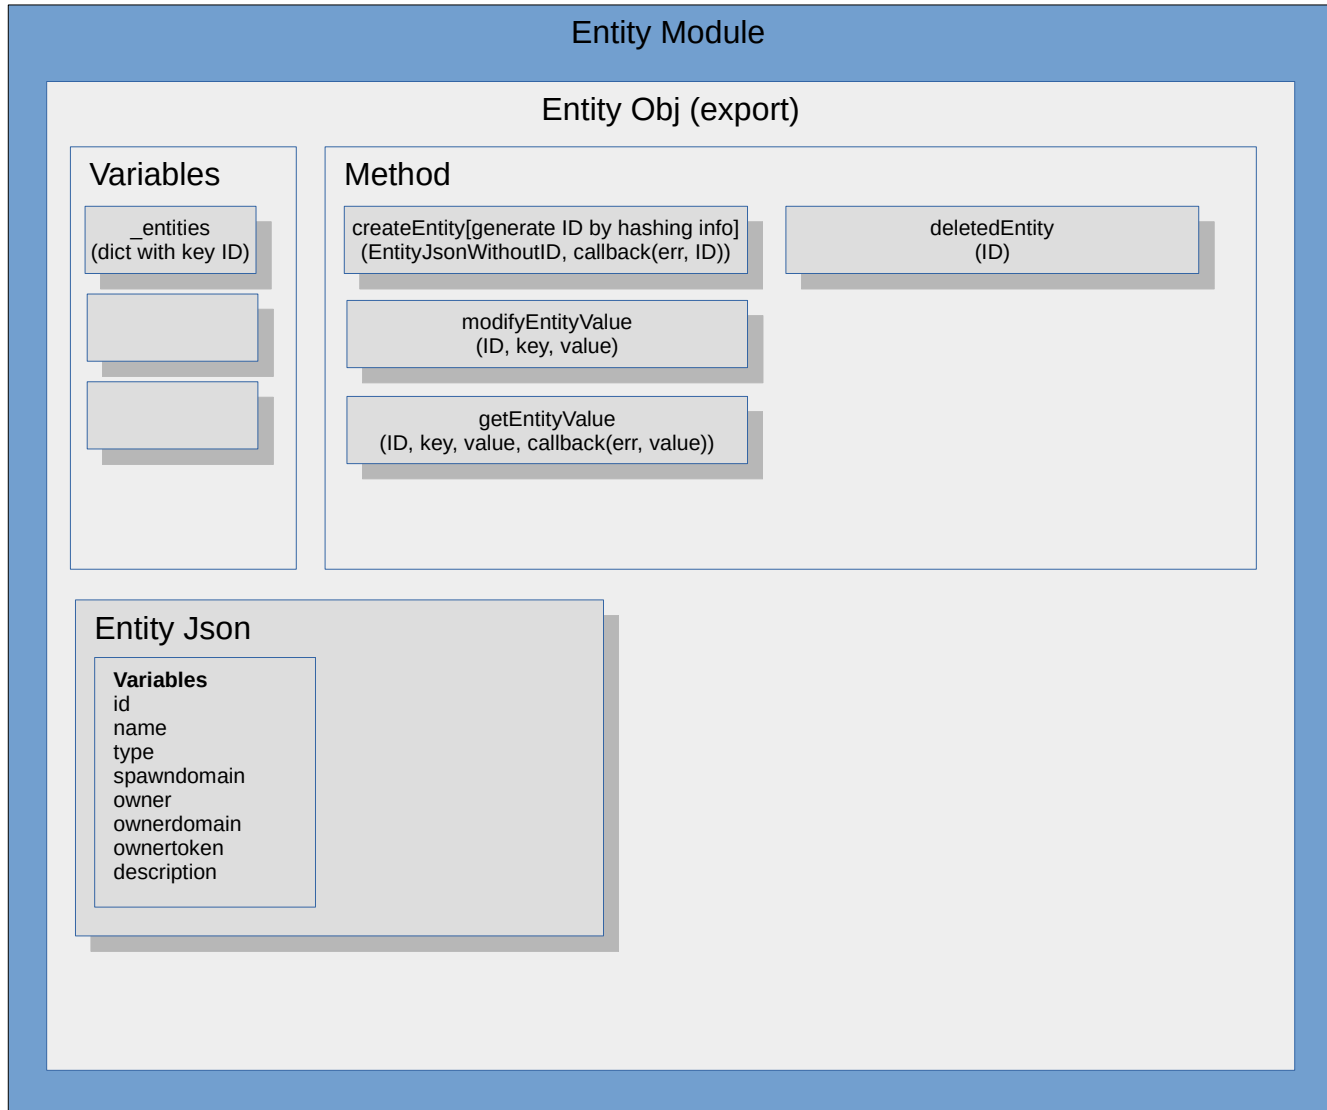 Entity Module
Entity Obj (export)
Variables
_entities
(dict with key ID)
Method
createEntity[generate ID by hashing info]
(EntityJsonWithoutID, callback(err, ID))
deletedEntity
(ID)
modifyEntityValue
(ID, key, value)
getEntityValue
(ID, key, value, callback(err, value))
Entity Json
Variables
id
name
type
spawndomain
owner
ownerdomain
ownertoken
description